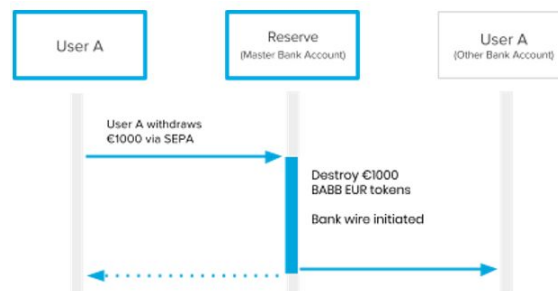 User A
Reserve
(Master Bank Account)
User A
(Other Bank Account)
User A withdraws
€1000 via SEPA
Destroy €1000
BABB EUR tokens
Bank wire initiated